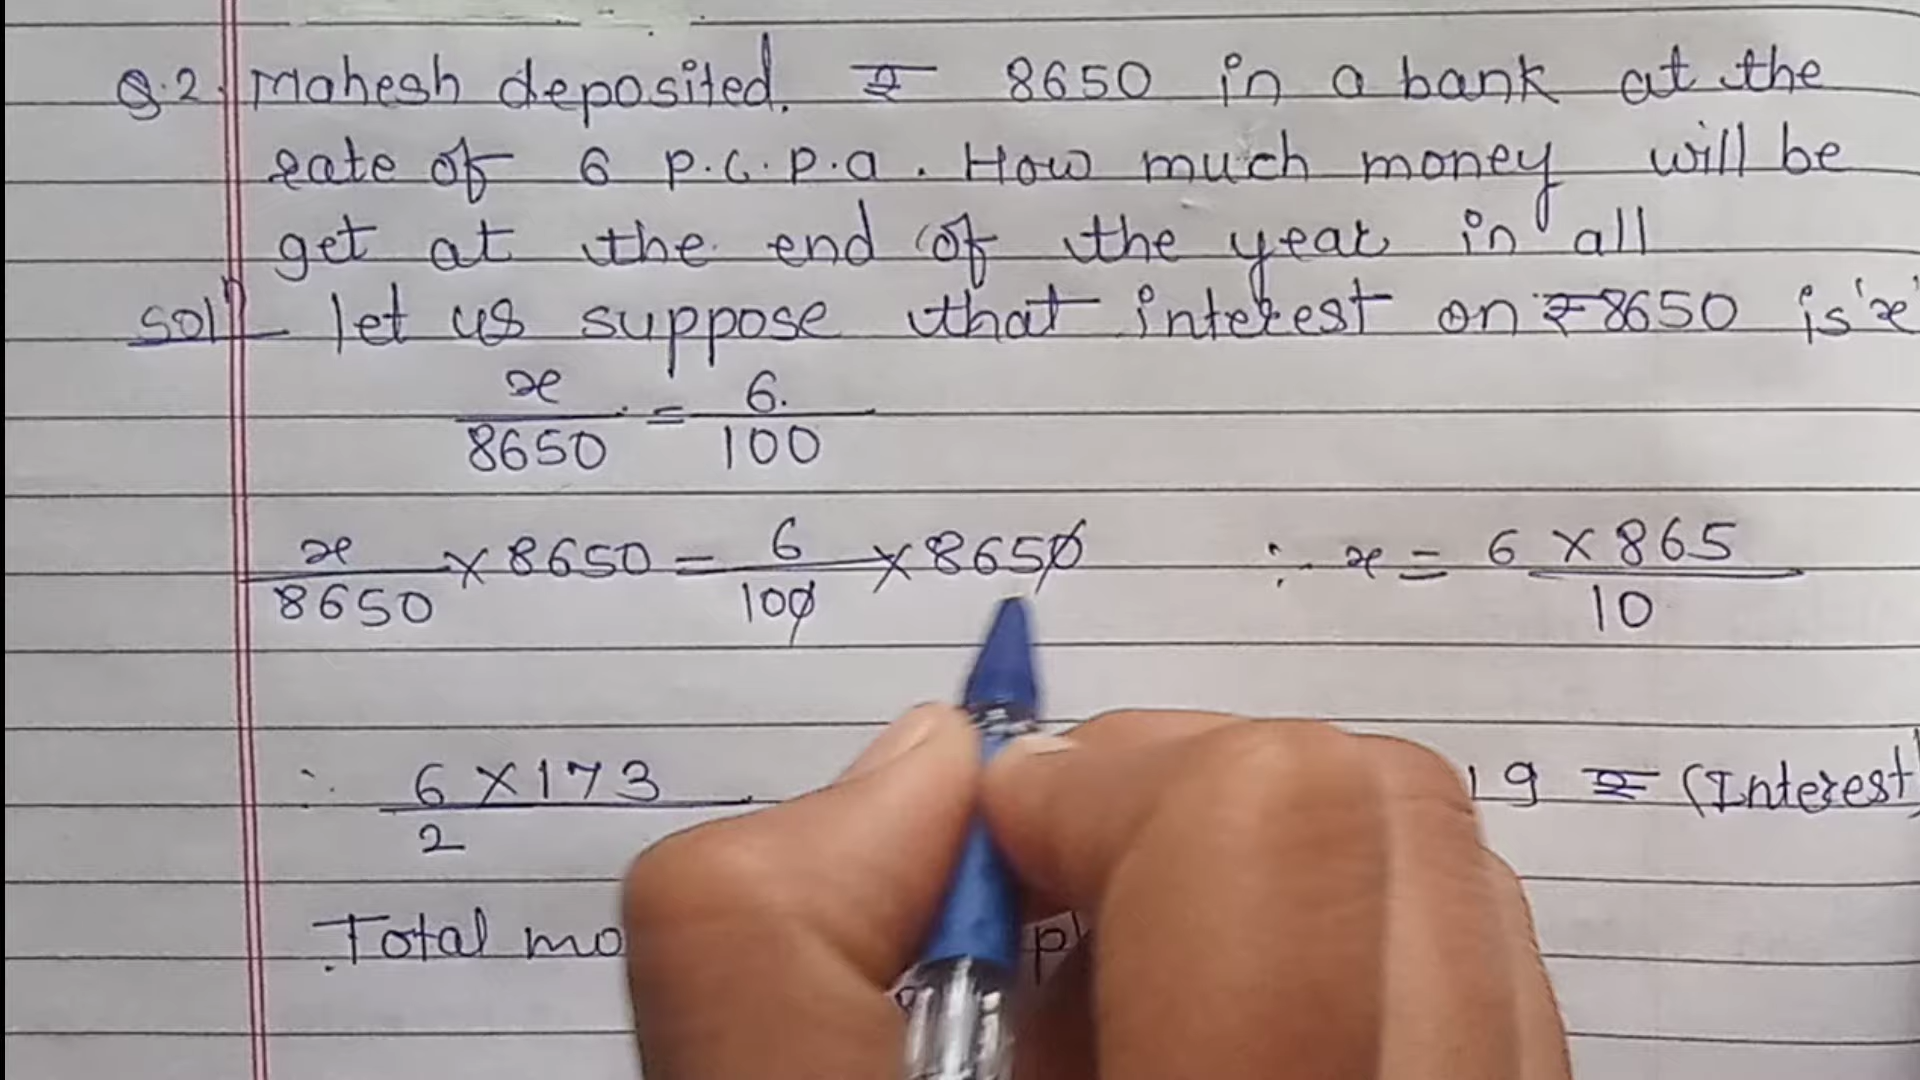 Q.2 Mahesh deposited. ₹ 8650 in a bank at the
rate of 6 P.C.P.a. How much money will be
get at the end of the year in all
Solⁿ let us suppose that interest on ₹8650 is 'x'
x/8650 = 6/100
x/8650 × 8650 = 6/100 × 8650 ∴ x = 6 × 865/10
∴ 6 × 173/2 19 ₹ (Interest)
Total